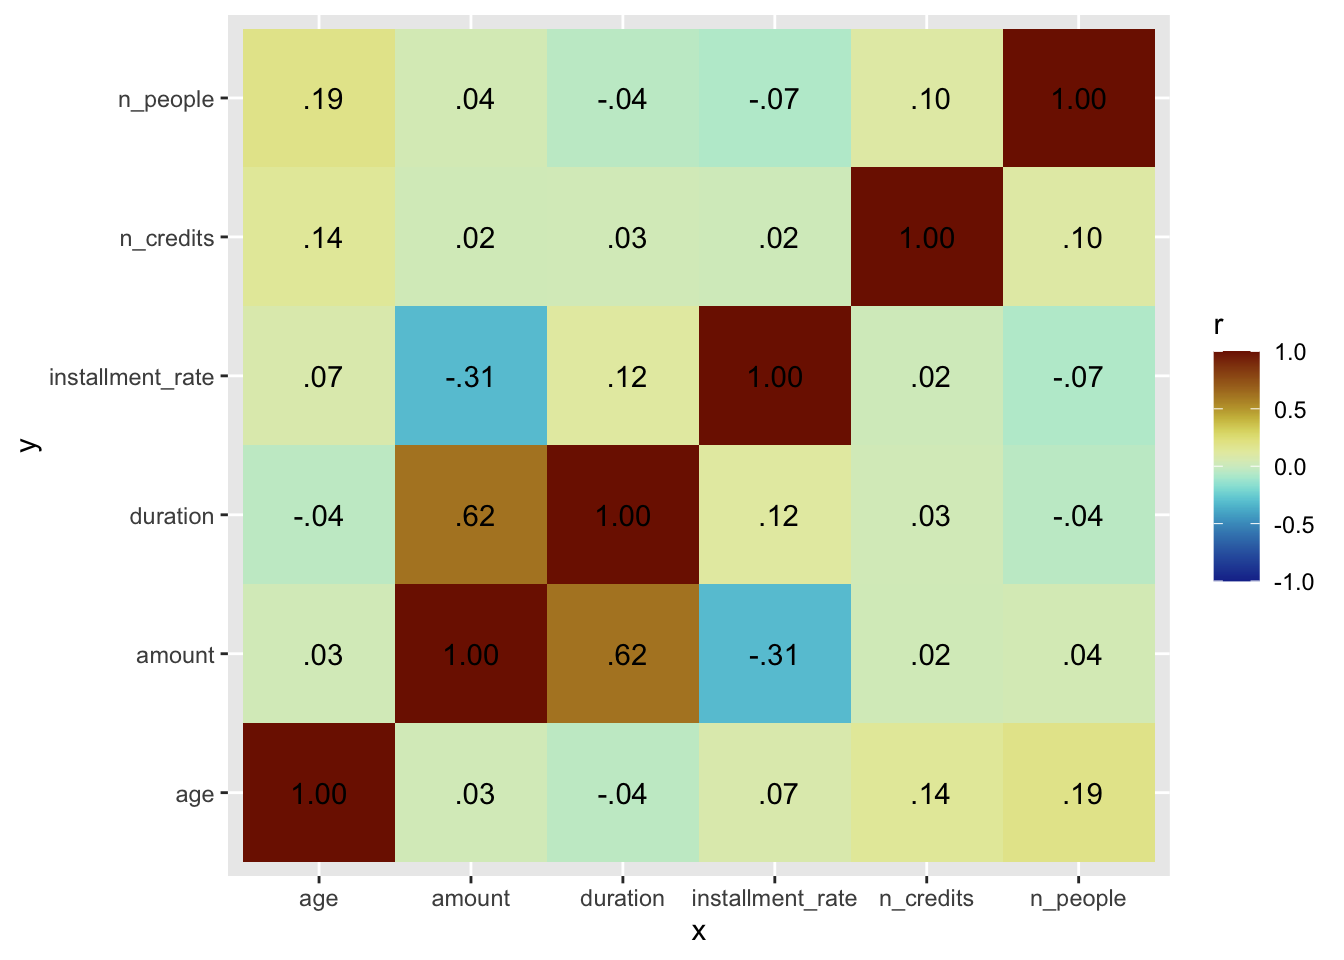 n_people .19 .04 -.04 -.07 .10 1.00
n_credits .14 .02 .03 .02 1.00 .10
installment_rate .07 -.31 .12 1.00 .02 -.07
duration -.04 .62 1.00 .12 .03 -.04
amount .03 1.00 .62 -.31 .02 .04
age 1.00 .03 -.04 .07 .14 .19
age amount duration installment_rate n_credits n_people
x
y
r
1.0
0.5
0.0
-0.5
-1.0